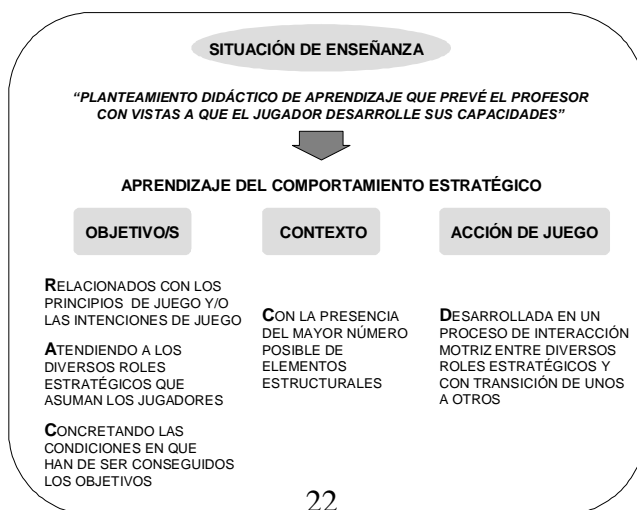 SITUACIÓN DE ENSEÑANZA
“PLANTEAMIENTO DIDÁCTICO DE APRENDIZAJE QUE PREVÉ EL PROFESOR
CON VISTAS A QUE EL JUGADOR DESARROLLE SUS CAPACIDADES”
APRENDIZAJE DEL COMPORTAMIENTO ESTRATÉGICO
OBJETIVO/S
RELACIONADOS CON LOS
PRINCIPIOS DE JUEGO Y/O
LAS INTENCIONES DE JUEGO
ATENDIENDO A LOS
DIVERSOS ROLES
ESTRATÉGICOS QUE
ASUMAN LOS JUGADORES
CONCRETANDO LAS
CONDICIONES EN QUE
HAN DE SER CONSEGUIDOS
LOS OBJETIVOS
CONTEXTO
CON LA PRESENCIA
DEL MAYOR NÚMERO
POSIBLE DE
ELEMENTOS
ESTRUCTURALES
ACCIÓN DE JUEGO
DESARROLLADA EN UN
PROCESO DE INTERACCIÓN
MOTRIZ ENTRE DIVERSOS
ROLES ESTRATÉGICOS Y
CON TRANSICIÓN DE UNOS
A OTROS
22